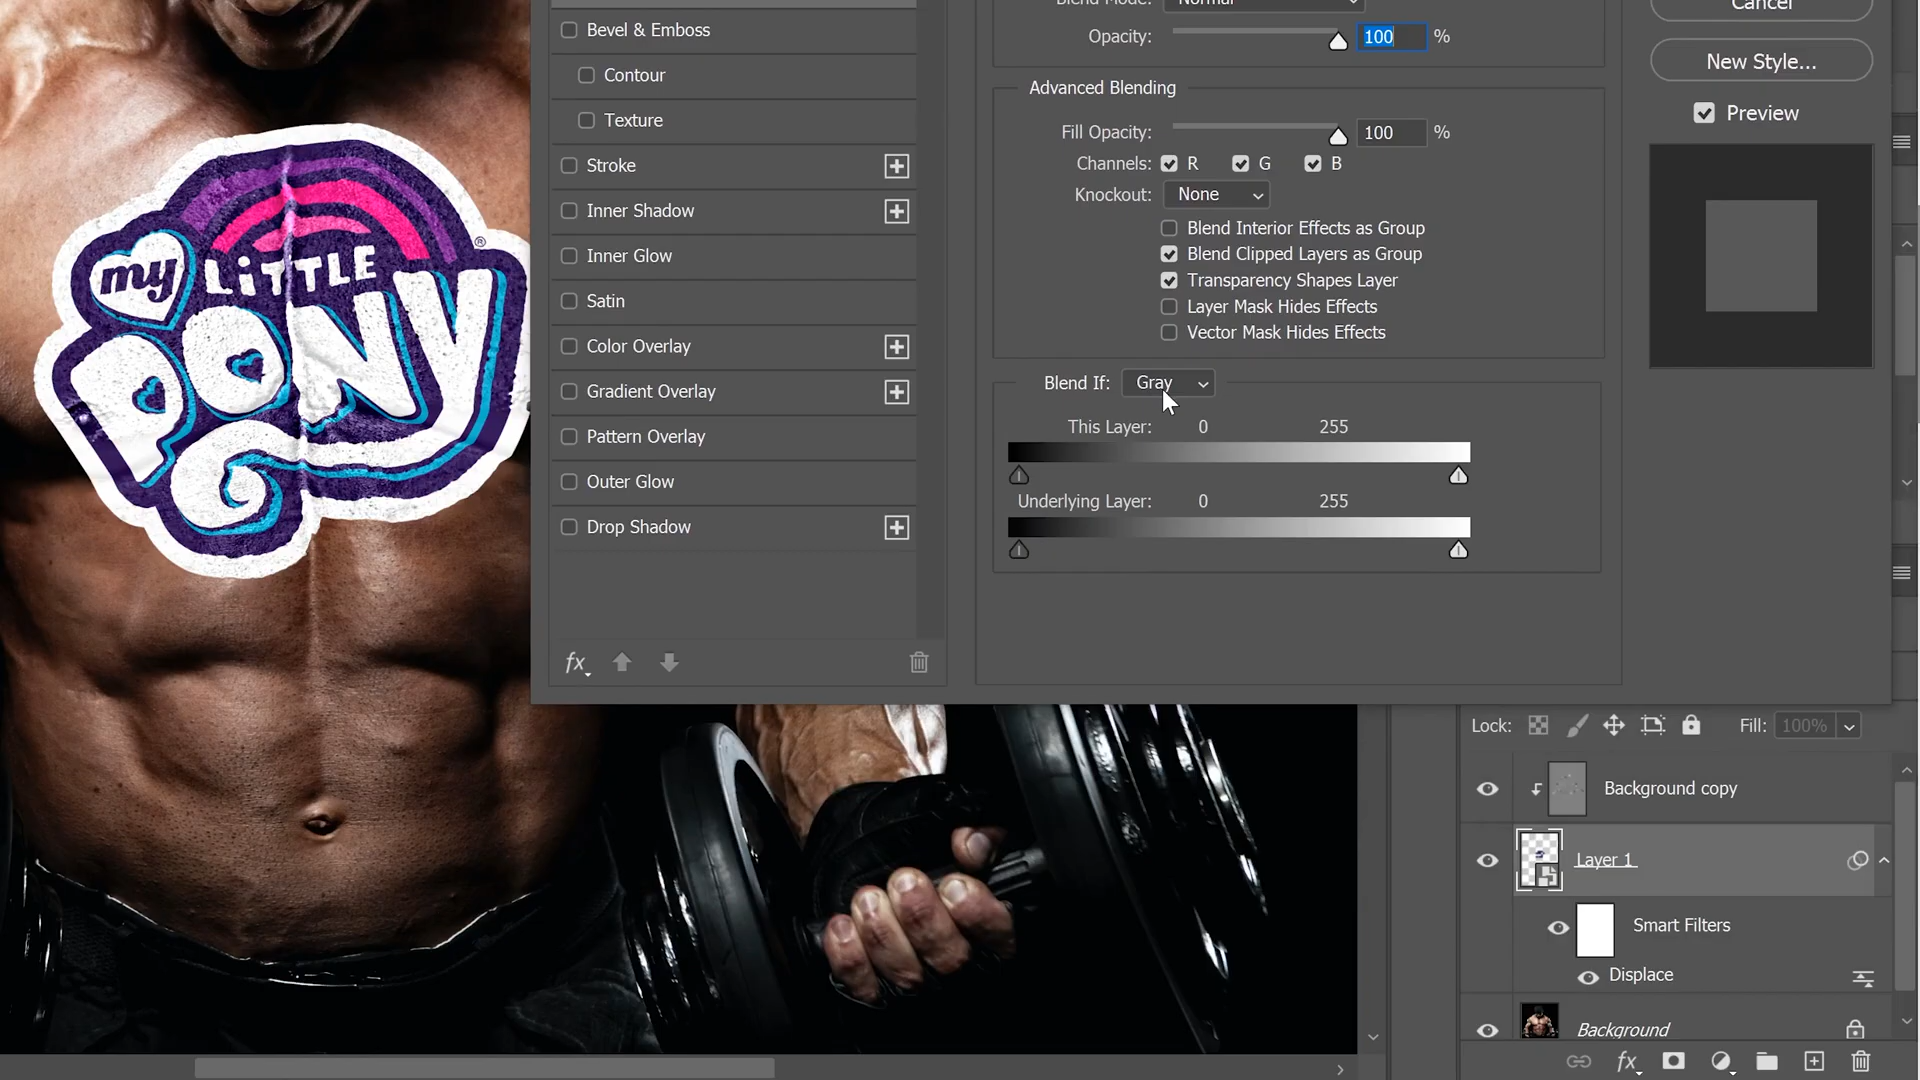 Blend Mode: Normal
Cancel
Bevel & Emboss
Opacity: 100 %
New Style...
Contour
Advanced Blending
Preview
Texture
Fill Opacity: 100 %
Stroke
Channels: R G B
Knockout: None
Inner Shadow
Blend Interior Effects as Group
Inner Glow
Blend Clipped Layers as Group
Transparency Shapes Layer
Satin
Layer Mask Hides Effects
Vector Mask Hides Effects
Color Overlay
Blend If: Gray
Gradient Overlay
This Layer: 0 255
Pattern Overlay
Outer Glow
Underlying Layer: 0 255
Drop Shadow
fx
my LiTTLE
PONY
®
Lock: Fill: 100%
Background copy
Layer 1
Smart Filters
Displace
Background
fx